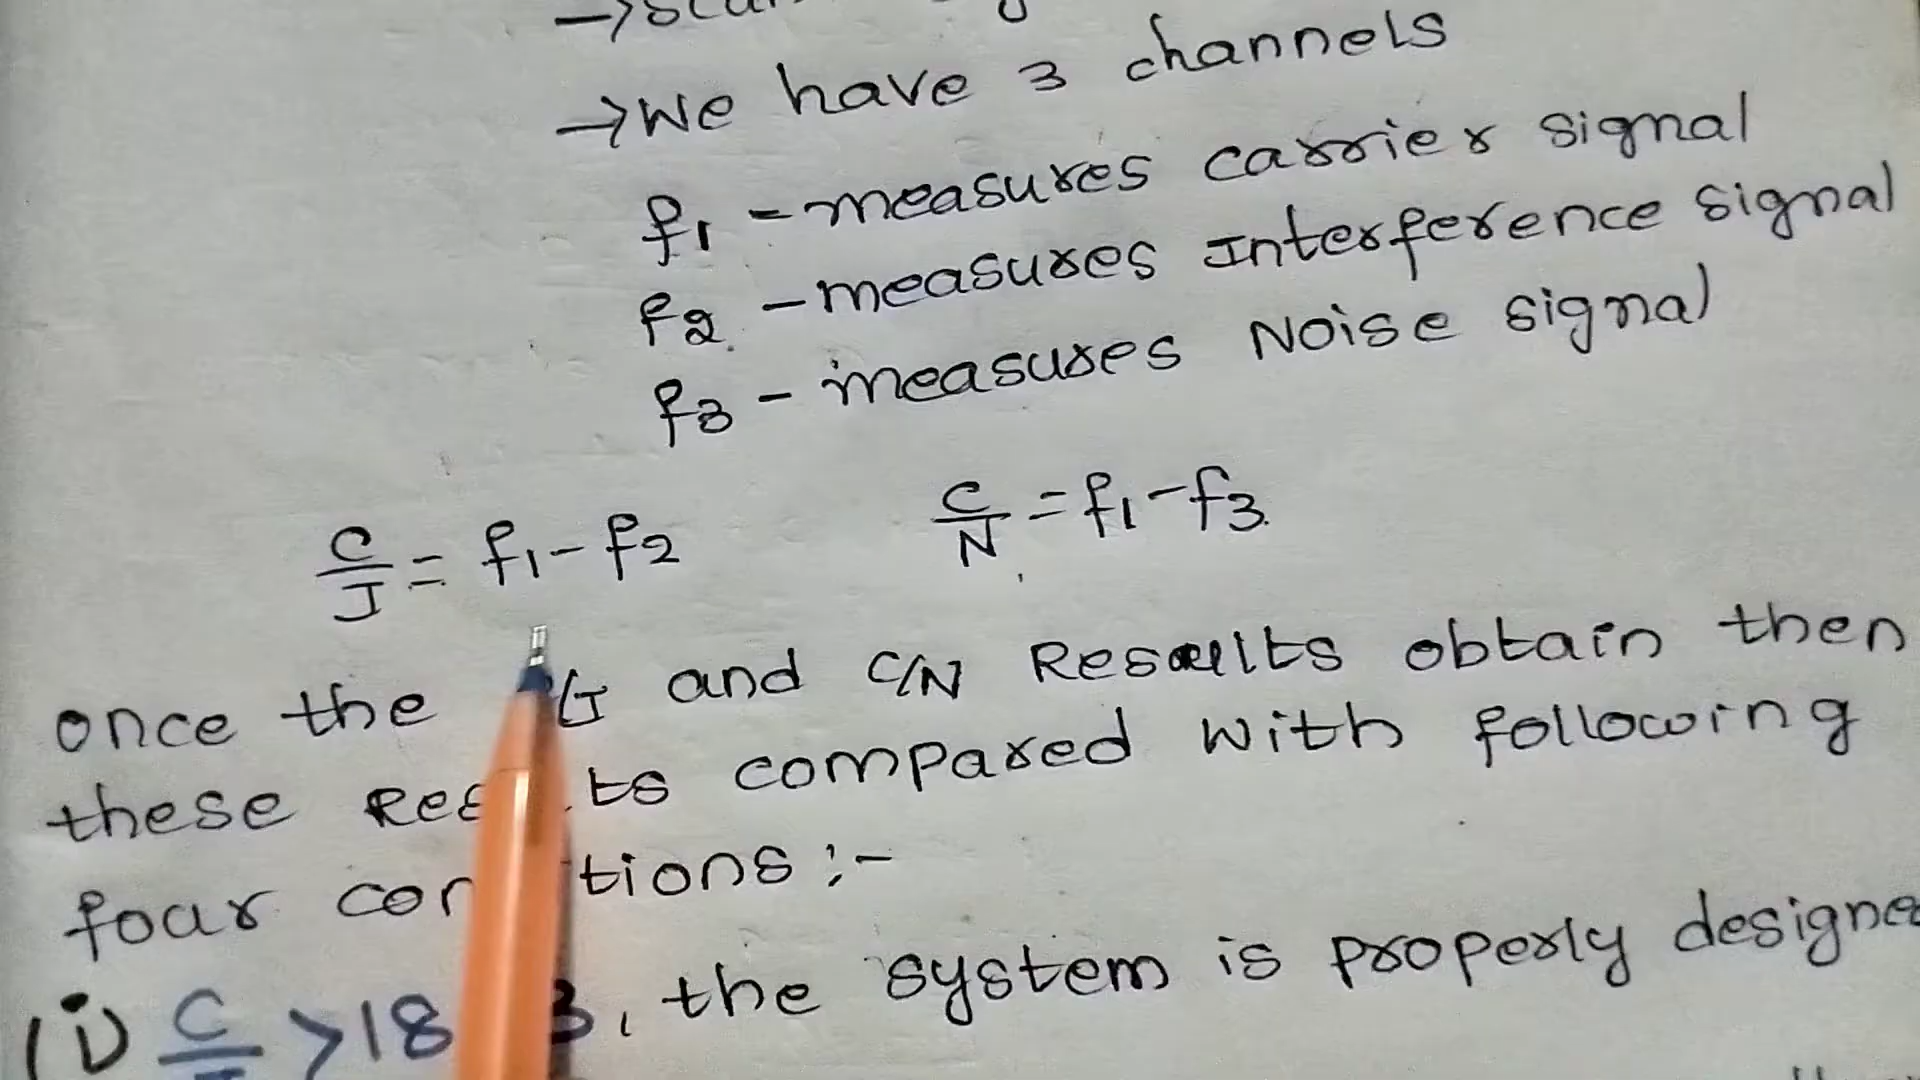 →We have 3 channels
f1 - measures carrier signal
f2 - measures Interference signal
f3 - measures Noise signal
C/I = f1 - f2    C/N = f1 - f3
once the and C/N Results obtain then
these compared with following
four :-
(i) C > 18 , the system is properly